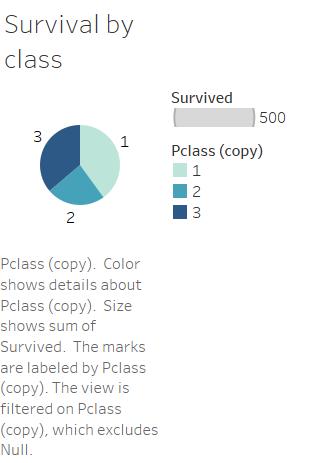 Survival by
class
Survived
500
Pclass (copy)
1
2
3
3
1
2
Pclass (copy).  Color
shows details about
Pclass (copy).  Size
shows sum of
Survived.  The marks
are labeled by Pclass
(copy). The view is
filtered on Pclass
(copy), which excludes
Null.